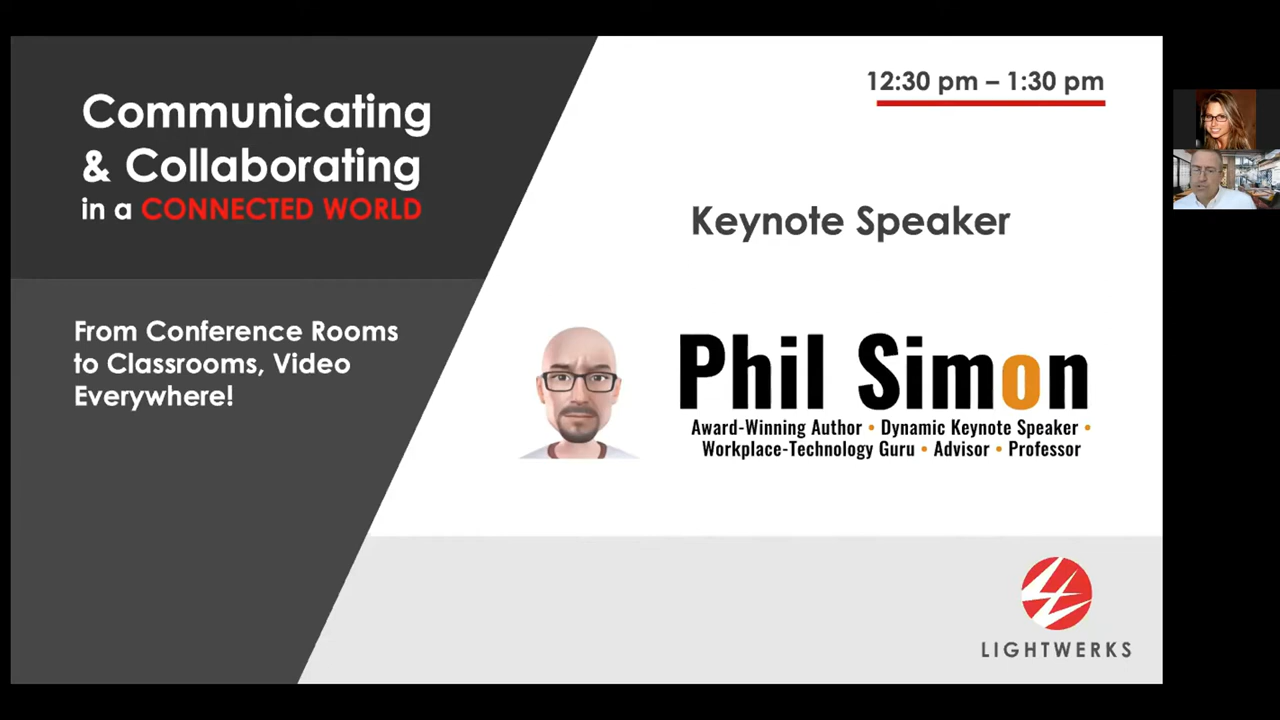 Communicating
& Collaborating
in a CONNECTED WORLD
From Conference Rooms
to Classrooms, Video
Everywhere!
12:30 pm – 1:30 pm
Keynote Speaker
Phil Simon
Award-Winning Author • Dynamic Keynote Speaker •
Workplace-Technology Guru • Advisor • Professor
LIGHTWERKS